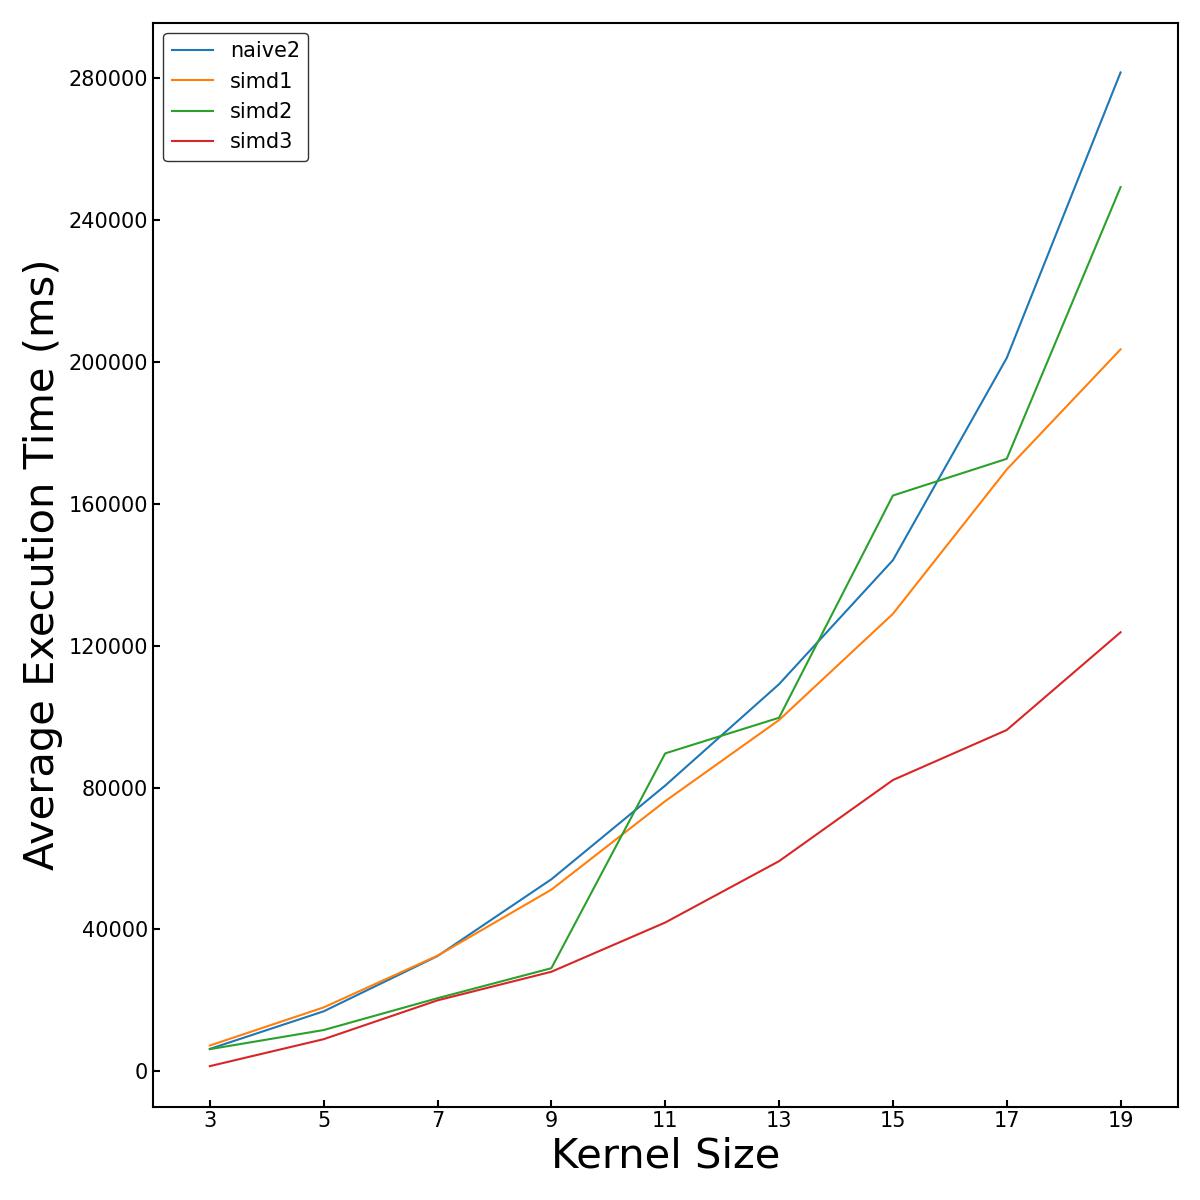 naive2
simd1
simd2
simd3
280000
240000
200000
160000
120000
80000
40000
0
Average Execution Time (ms)
3 5 7 9 11 13 15 17 19
Kernel Size